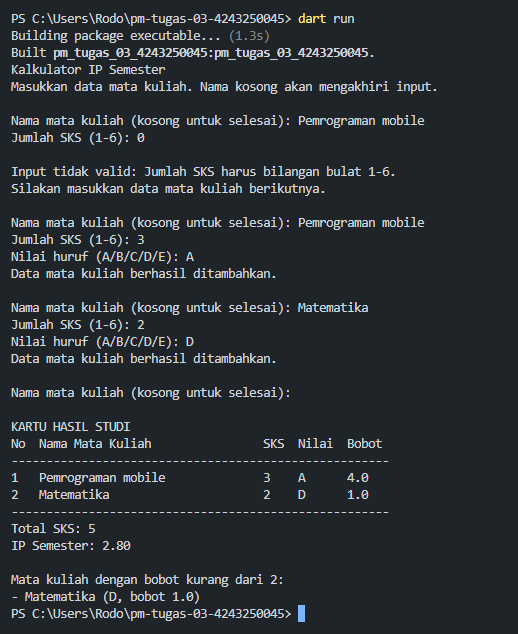 PS C:\Users\Rodo\pm-tugas-03-4243250045> dart run
Building package executable... (1.3s)
Built pm_tugas_03_4243250045:pm_tugas_03_4243250045.
Kalkulator IP Semester
Masukkan data mata kuliah. Nama kosong akan mengakhiri input.

Nama mata kuliah (kosong untuk selesai): Pemrograman mobile
Jumlah SKS (1-6): 0

Input tidak valid: Jumlah SKS harus bilangan bulat 1-6.
Silakan masukkan data mata kuliah berikutnya.

Nama mata kuliah (kosong untuk selesai): Pemrograman mobile
Jumlah SKS (1-6): 3
Nilai huruf (A/B/C/D/E): A
Data mata kuliah berhasil ditambahkan.

Nama mata kuliah (kosong untuk selesai): Matematika
Jumlah SKS (1-6): 2
Nilai huruf (A/B/C/D/E): D
Data mata kuliah berhasil ditambahkan.

Nama mata kuliah (kosong untuk selesai):

KARTU HASIL STUDI
No  Nama Mata Kuliah                SKS  Nilai  Bobot
------------------------------------------------------
1   Pemrograman mobile              3    A      4.0
2   Matematika                      2    D      1.0
------------------------------------------------------
Total SKS: 5
IP Semester: 2.80

Mata kuliah dengan bobot kurang dari 2:
- Matematika (D, bobot 1.0)
PS C:\Users\Rodo\pm-tugas-03-4243250045>